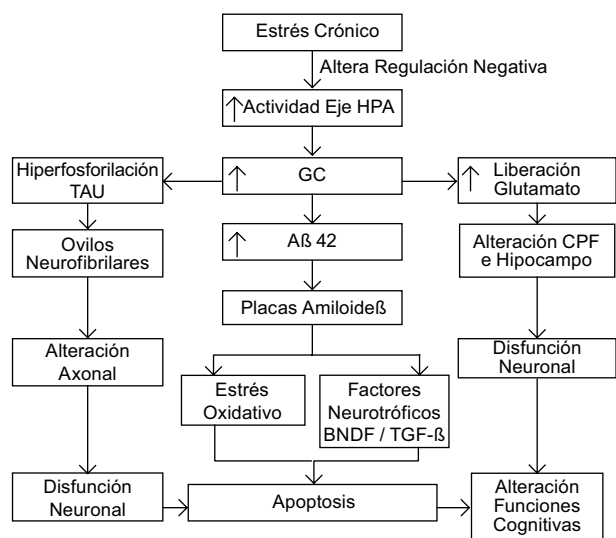 Estrés Crónico
Altera Regulación Negativa
↑ Actividad Eje HPA
Hiperfosforilación
TAU
↑ GC
↑ Liberación
Glutamato
Ovilos
Neurofibrilares
↑ Aß 42
Alteración CPF
e Hipocampo
Placas Amiloideß
Alteración
Axonal
Estrés
Oxidativo
Factores
Neurotróficos
BNDF / TGF-ß
Disfunción
Neuronal
Disfunción
Neuronal
Apoptosis
Alteración
Funciones
Cognitivas